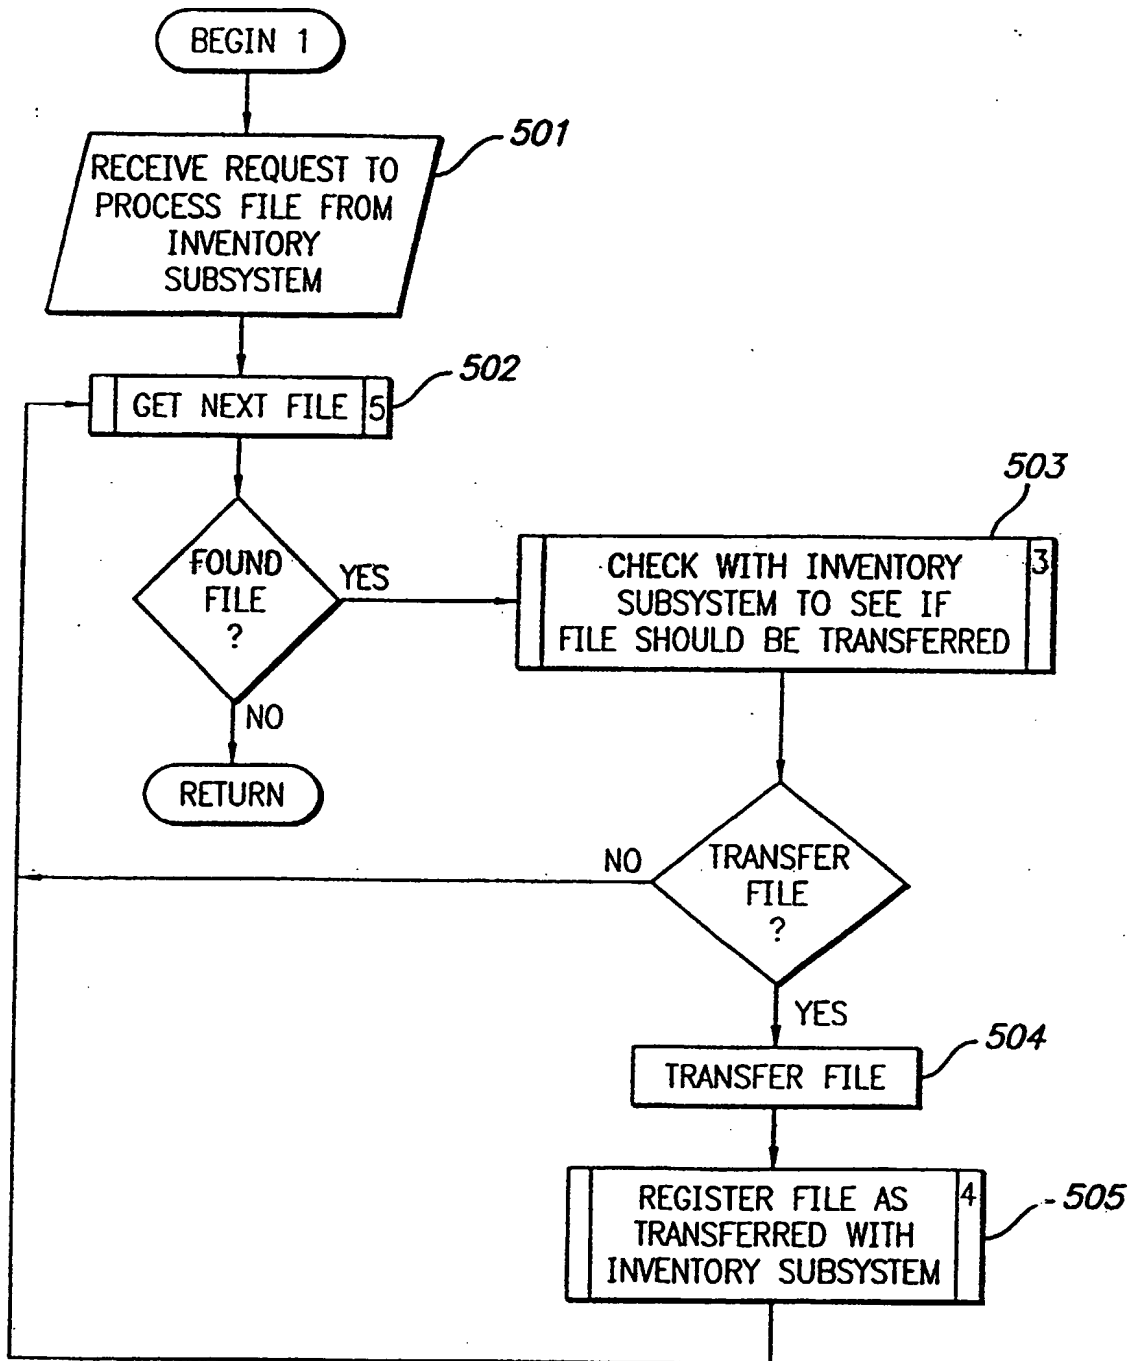 BEGIN 1
501
RECEIVE REQUEST TO
PROCESS FILE FROM
INVENTORY
SUBSYSTEM
502
GET NEXT FILE 5
503
FOUND
FILE
?
YES
CHECK WITH INVENTORY 3
SUBSYSTEM TO SEE IF
FILE SHOULD BE TRANSFERRED
NO
RETURN
NO
TRANSFER
FILE
?
YES
504
TRANSFER FILE
REGISTER FILE AS 4
505
TRANSFERRED WITH
INVENTORY SUBSYSTEM